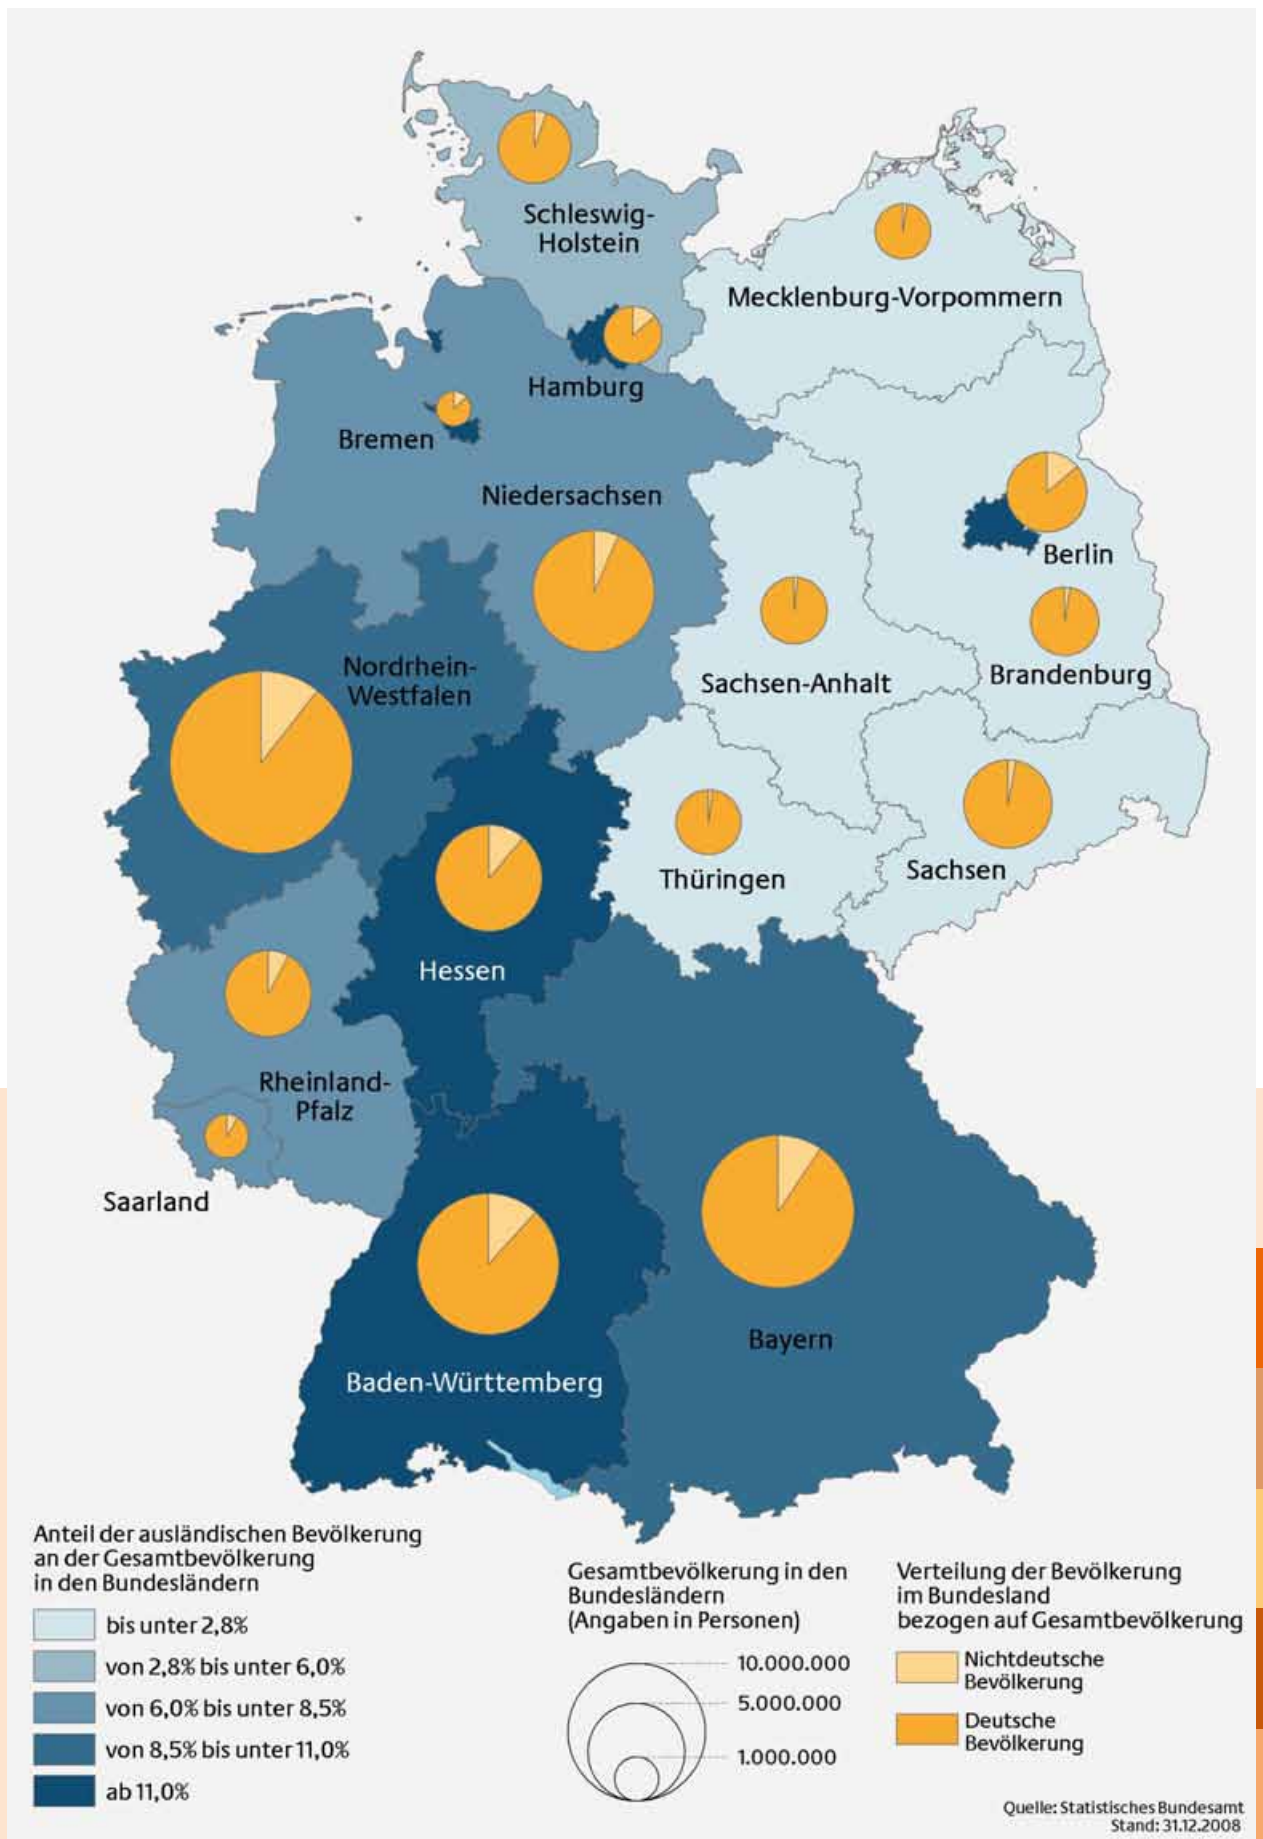 Schleswig-
Holstein
Mecklenburg-Vorpommern
Hamburg
Bremen
Niedersachsen
Berlin
Brandenburg
Sachsen-Anhalt
Nordrhein-
Westfalen
Sachsen
Thüringen
Hessen
Rheinland-
Pfalz
Saarland
Bayern
Baden-Württemberg
Anteil der ausländischen Bevölkerung
an der Gesamtbevölkerung
in den Bundesländern
bis unter 2,8%
von 2,8% bis unter 6,0%
von 6,0% bis unter 8,5%
von 8,5% bis unter 11,0%
ab 11,0%
Gesamtbevölkerung in den
Bundesländern
(Angaben in Personen)
10.000.000
5.000.000
1.000.000
Verteilung der Bevölkerung
im Bundesland
bezogen auf Gesamtbevölkerung
Nichtdeutsche
Bevölkerung
Deutsche
Bevölkerung
Quelle: Statistisches Bundesamt
Stand: 31.12.2008